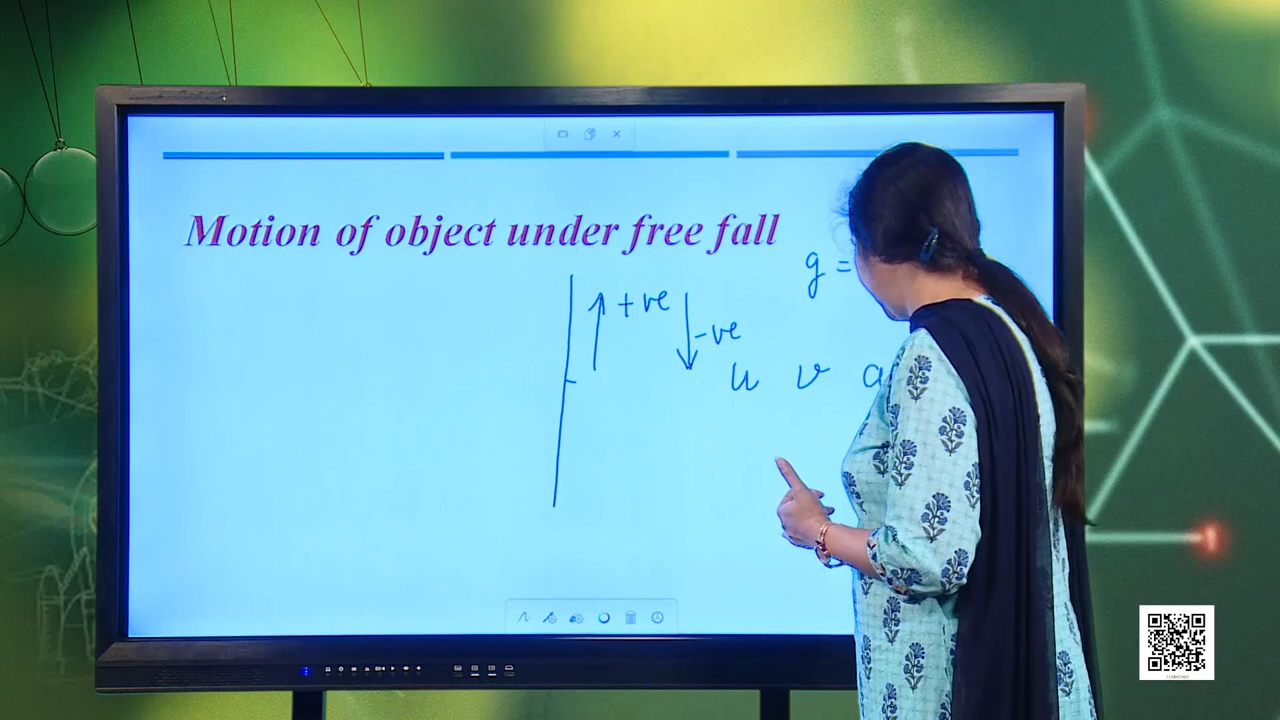 Motion of object under free fall
g =
+ve
-ve
u v a